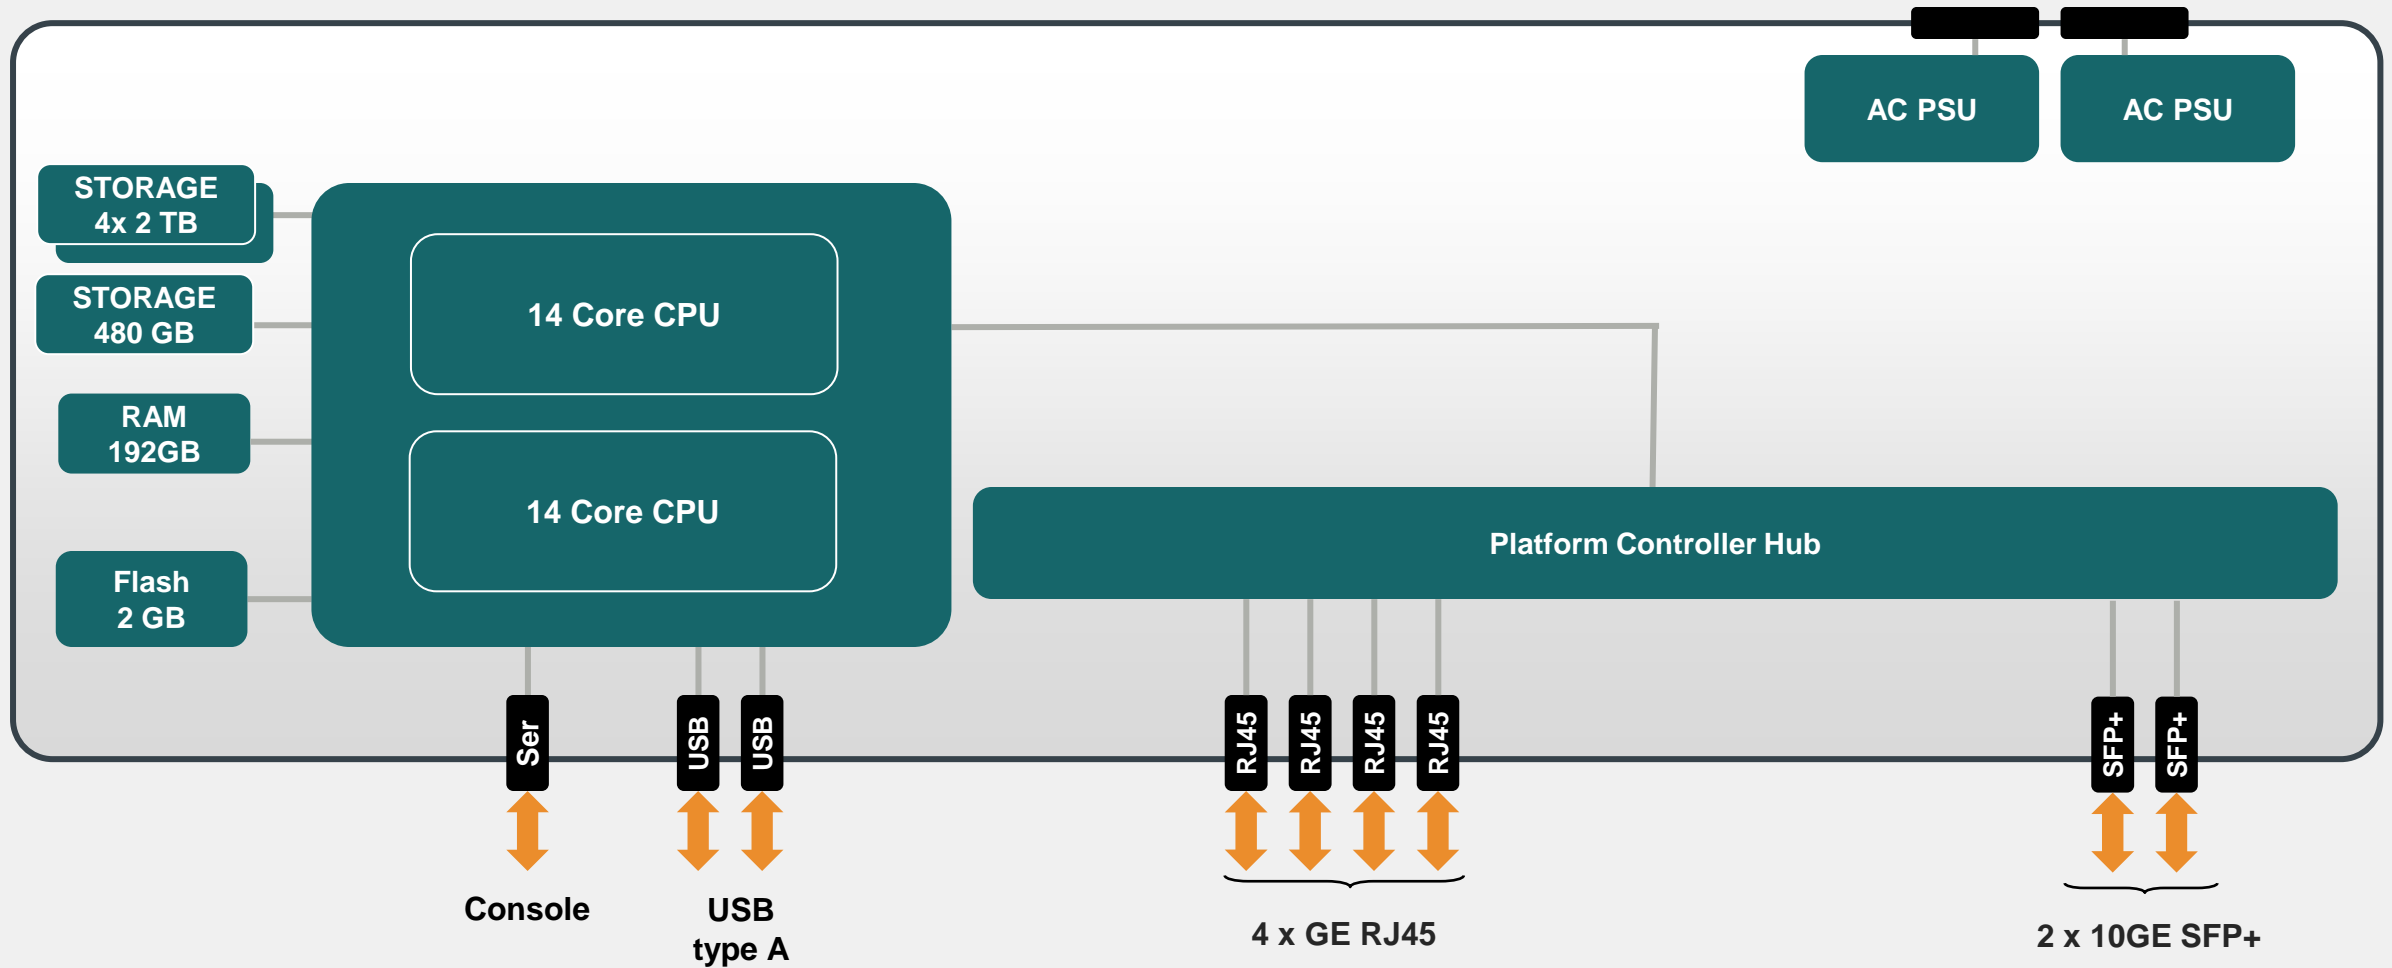 AC PSU
AC PSU
STORAGE
4x 2 TB
STORAGE
480 GB
RAM
192GB
Flash
2 GB
14 Core CPU
14 Core CPU
Platform Controller Hub
Ser
USB
USB
RJ45
RJ45
RJ45
RJ45
SFP+
SFP+
Console
USB
type A
4 x GE RJ45
2 x 10GE SFP+